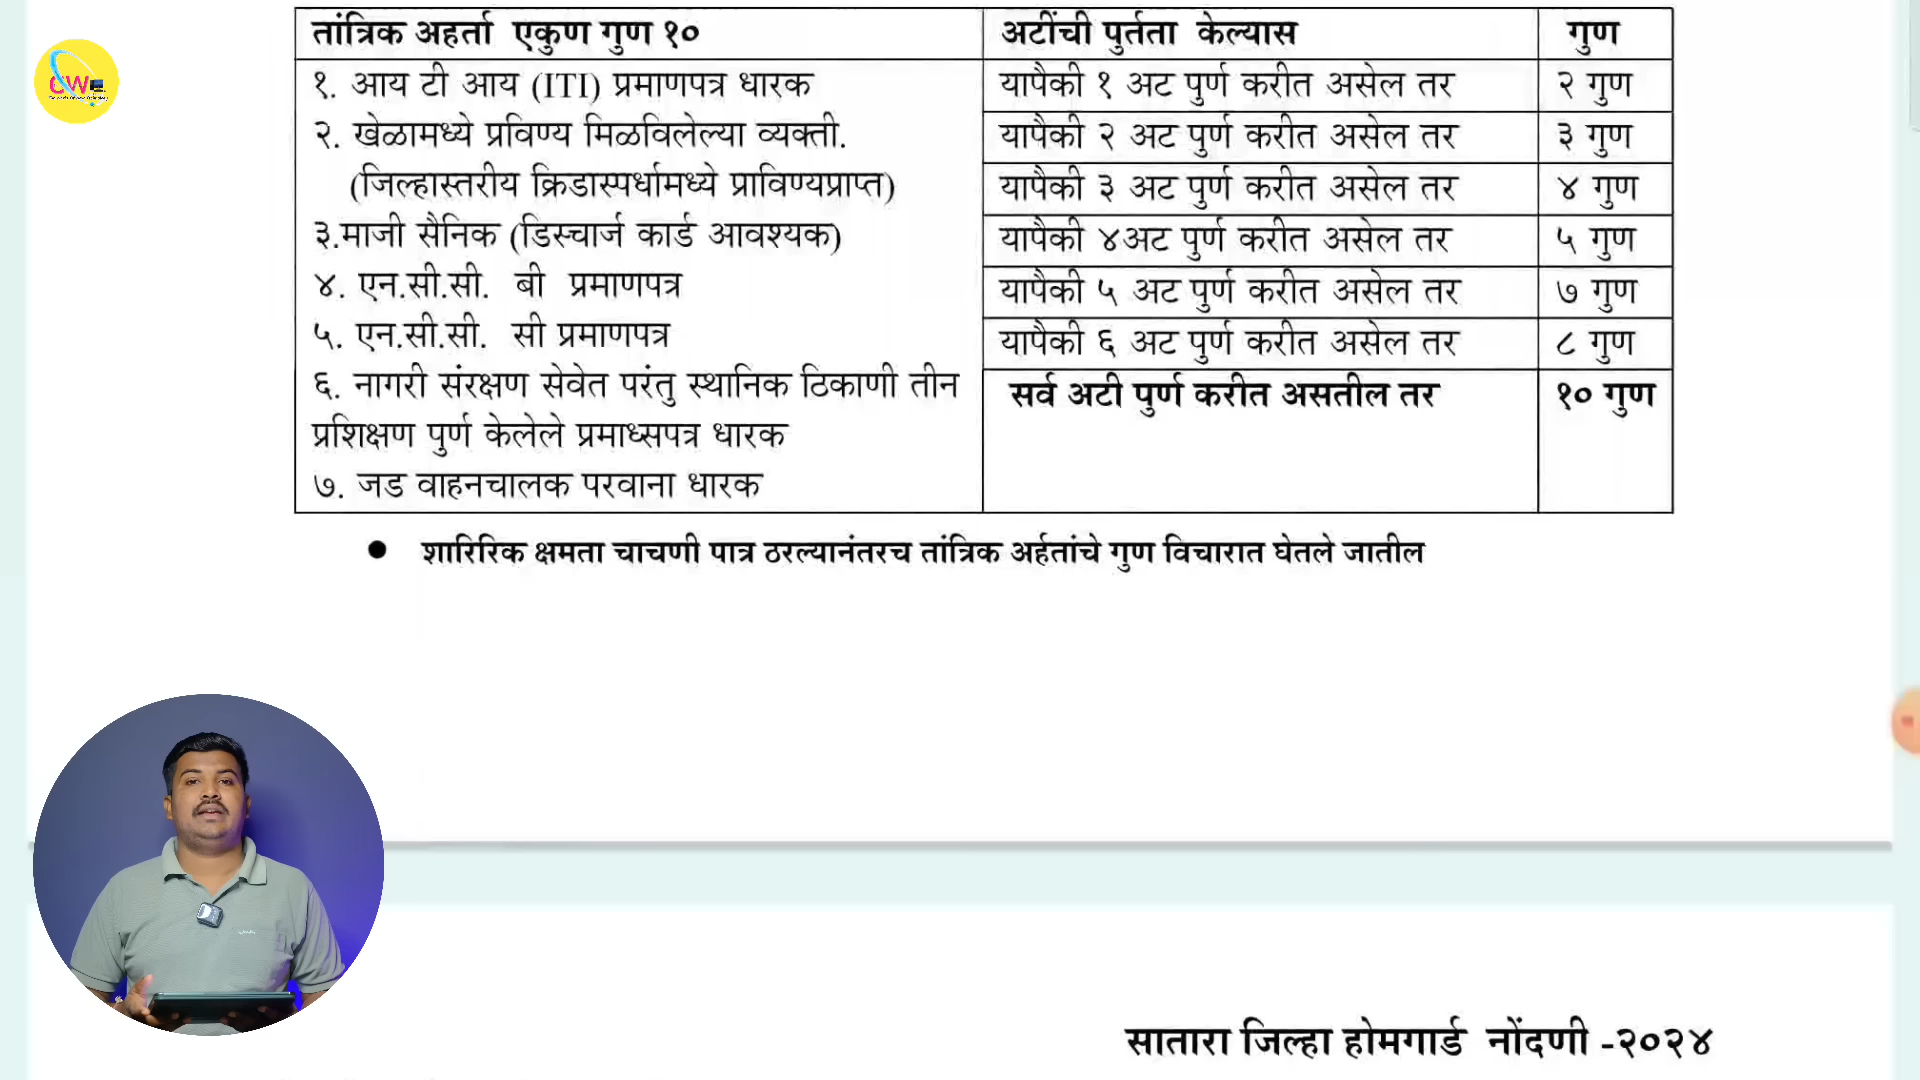 तांत्रिक अहर्ता एकुण गुण १० अटींची पुर्तता केल्यास गुण
१. आय टी आय (ITI) प्रमाणपत्र धारक यापैकी १ अट पुर्ण करीत असेल तर २ गुण
२. खेळामध्ये प्रविण्य मिळविलेल्या व्यक्ती. यापैकी २ अट पुर्ण करीत असेल तर ३ गुण
(जिल्हास्तरीय क्रिडास्पर्धामध्ये प्राविण्यप्राप्त) यापैकी ३ अट पुर्ण करीत असेल तर ४ गुण
३.माजी सैनिक (डिस्चार्ज कार्ड आवश्यक) यापैकी ४अट पुर्ण करीत असेल तर ५ गुण
४. एन.सी.सी. बी प्रमाणपत्र यापैकी ५ अट पुर्ण करीत असेल तर ७ गुण
५. एन.सी.सी. सी प्रमाणपत्र यापैकी ६ अट पुर्ण करीत असेल तर ८ गुण
६. नागरी संरक्षण सेवेत परंतु स्थानिक ठिकाणी तीन सर्व अटी पुर्ण करीत असतील तर १० गुण
प्रशिक्षण पुर्ण केलेले प्रमाध्सपत्र धारक
७. जड वाहनचालक परवाना धारक
● शारिरिक क्षमता चाचणी पात्र ठरल्यानंतरच तांत्रिक अर्हतांचे गुण विचारात घेतले जातील
सातारा जिल्हा होमगार्ड नोंदणी -२०२४
CW